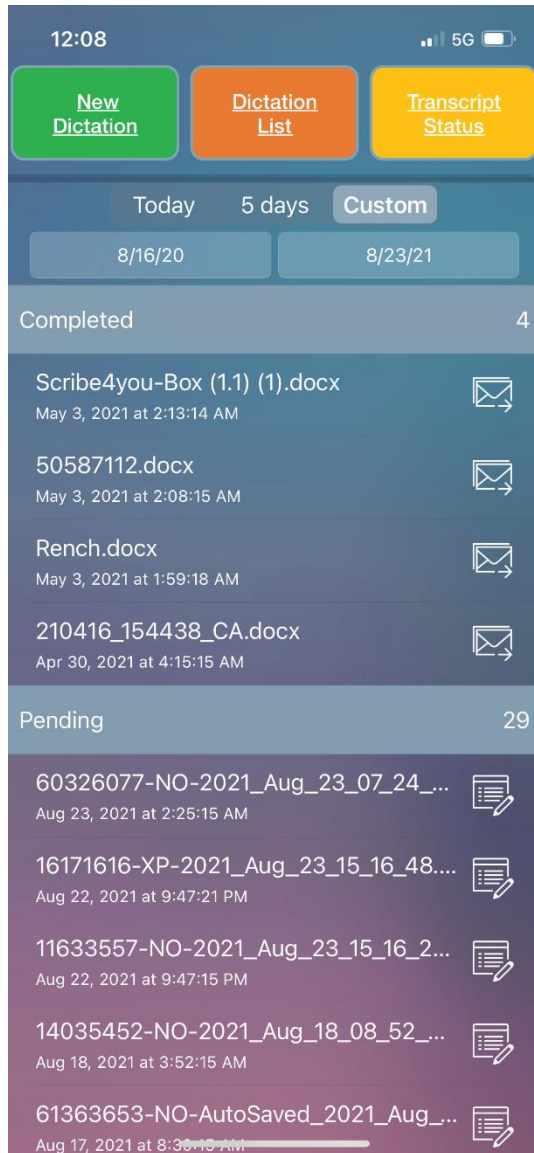 12:08
5G
New
Dictation
Dictation
List
Transcript
Status
Today 5 days Custom
8/16/20 8/23/21
Completed 4
Scribe4you-Box (1.1) (1).docx
May 3, 2021 at 2:13:14 AM
50587112.docx
May 3, 2021 at 2:08:15 AM
Rench.docx
May 3, 2021 at 1:59:18 AM
210416_154438_CA.docx
Apr 30, 2021 at 4:15:15 AM
Pending 29
60326077-NO-2021_Aug_23_07_24_...
Aug 23, 2021 at 2:25:15 AM
16171616-XP-2021_Aug_23_15_16_48....
Aug 22, 2021 at 9:47:21 PM
11633557-NO-2021_Aug_23_15_16_2...
Aug 22, 2021 at 9:47:15 PM
14035452-NO-2021_Aug_18_08_52_...
Aug 18, 2021 at 3:52:15 AM
61363653-NO-AutoSaved_2021_Aug_...
Aug 17, 2021 at